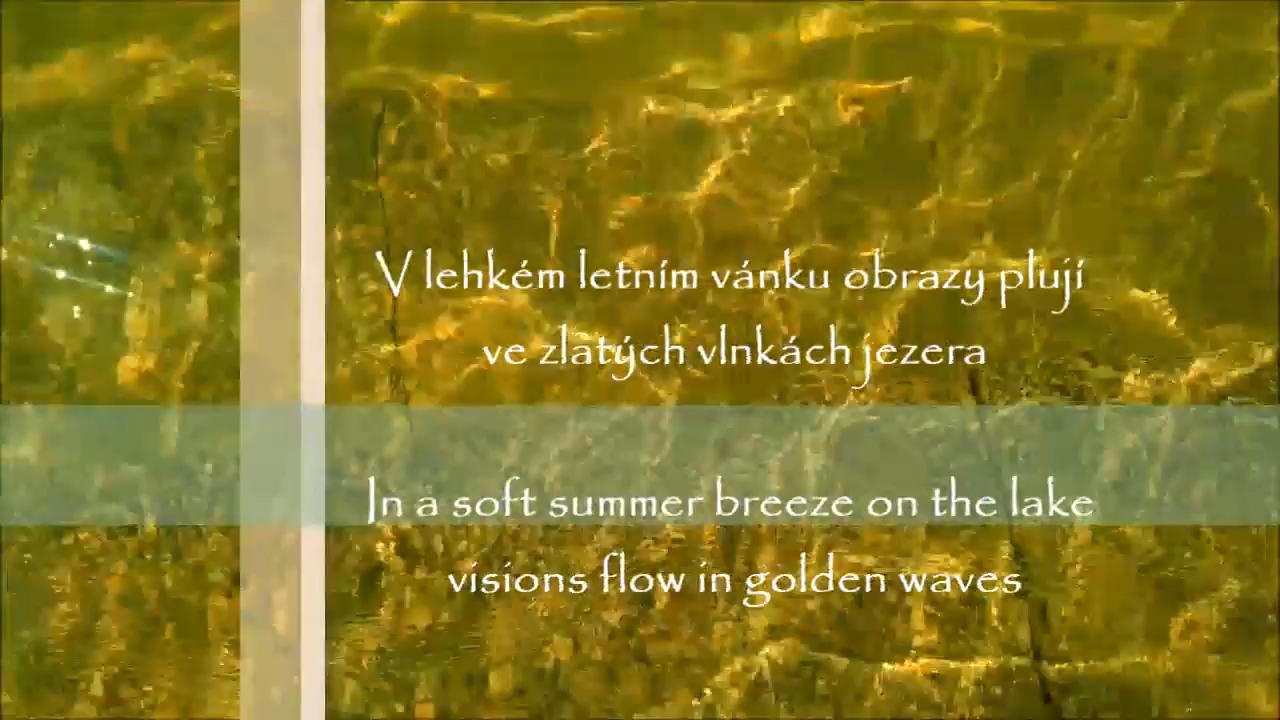 V lehkém letním vánku obrazy plují
ve zlatých vlnkách jezera
In a soft summer breeze on the lake
visions flow in golden waves